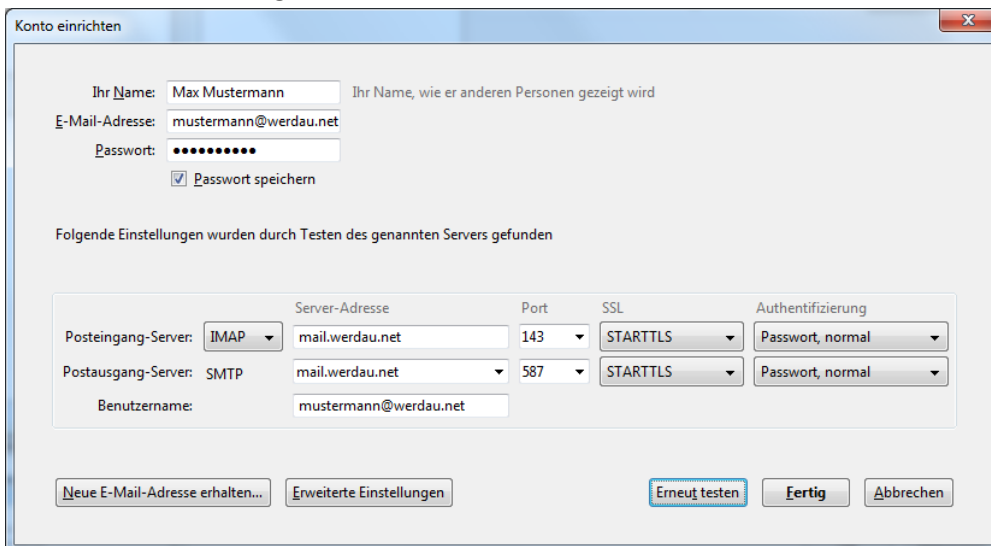 Konto einrichten
Ihr Name: Max Mustermann Ihr Name, wie er anderen Personen gezeigt wird
E-Mail-Adresse: mustermann@werdau.net
Passwort: ●●●●●●●●●●
Passwort speichern
Folgende Einstellungen wurden durch Testen des genannten Servers gefunden
Server-Adresse Port SSL Authentifizierung
Posteingang-Server: IMAP mail.werdau.net 143 STARTTLS Passwort, normal
Postausgang-Server: SMTP mail.werdau.net 587 STARTTLS Passwort, normal
Benutzername: mustermann@werdau.net
Neue E-Mail-Adresse erhalten... Erweiterte Einstellungen Erneut testen Fertig Abbrechen